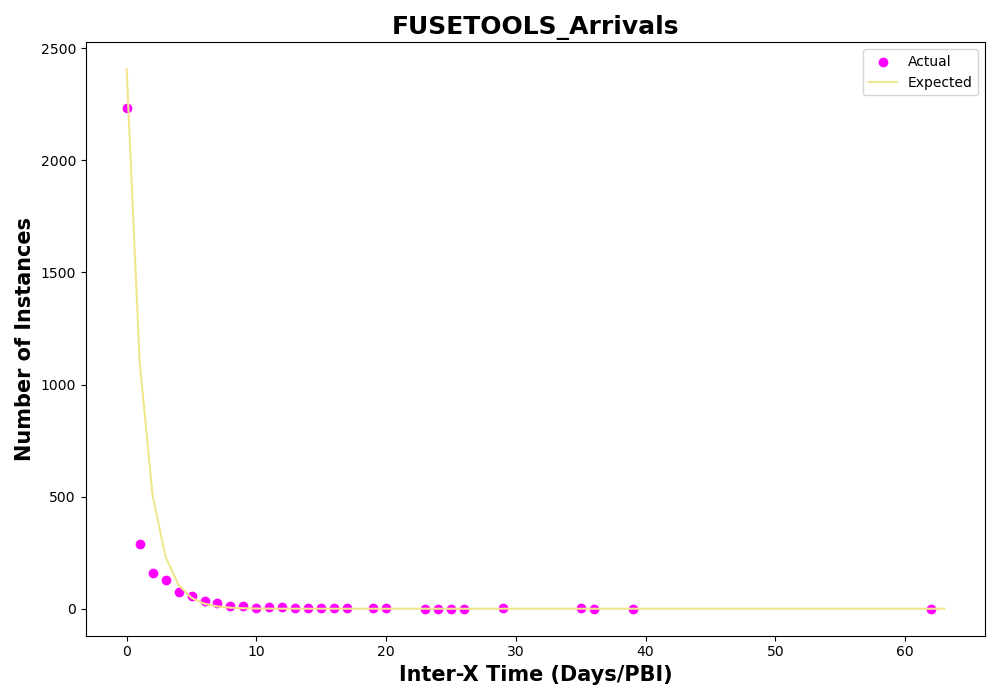 FUSETOOLS_Arrivals
Actual
Expected
Number of Instances
2500
2000
1500
1000
500
0
0 10 20 30 40 50 60
Inter-X Time (Days/PBI)